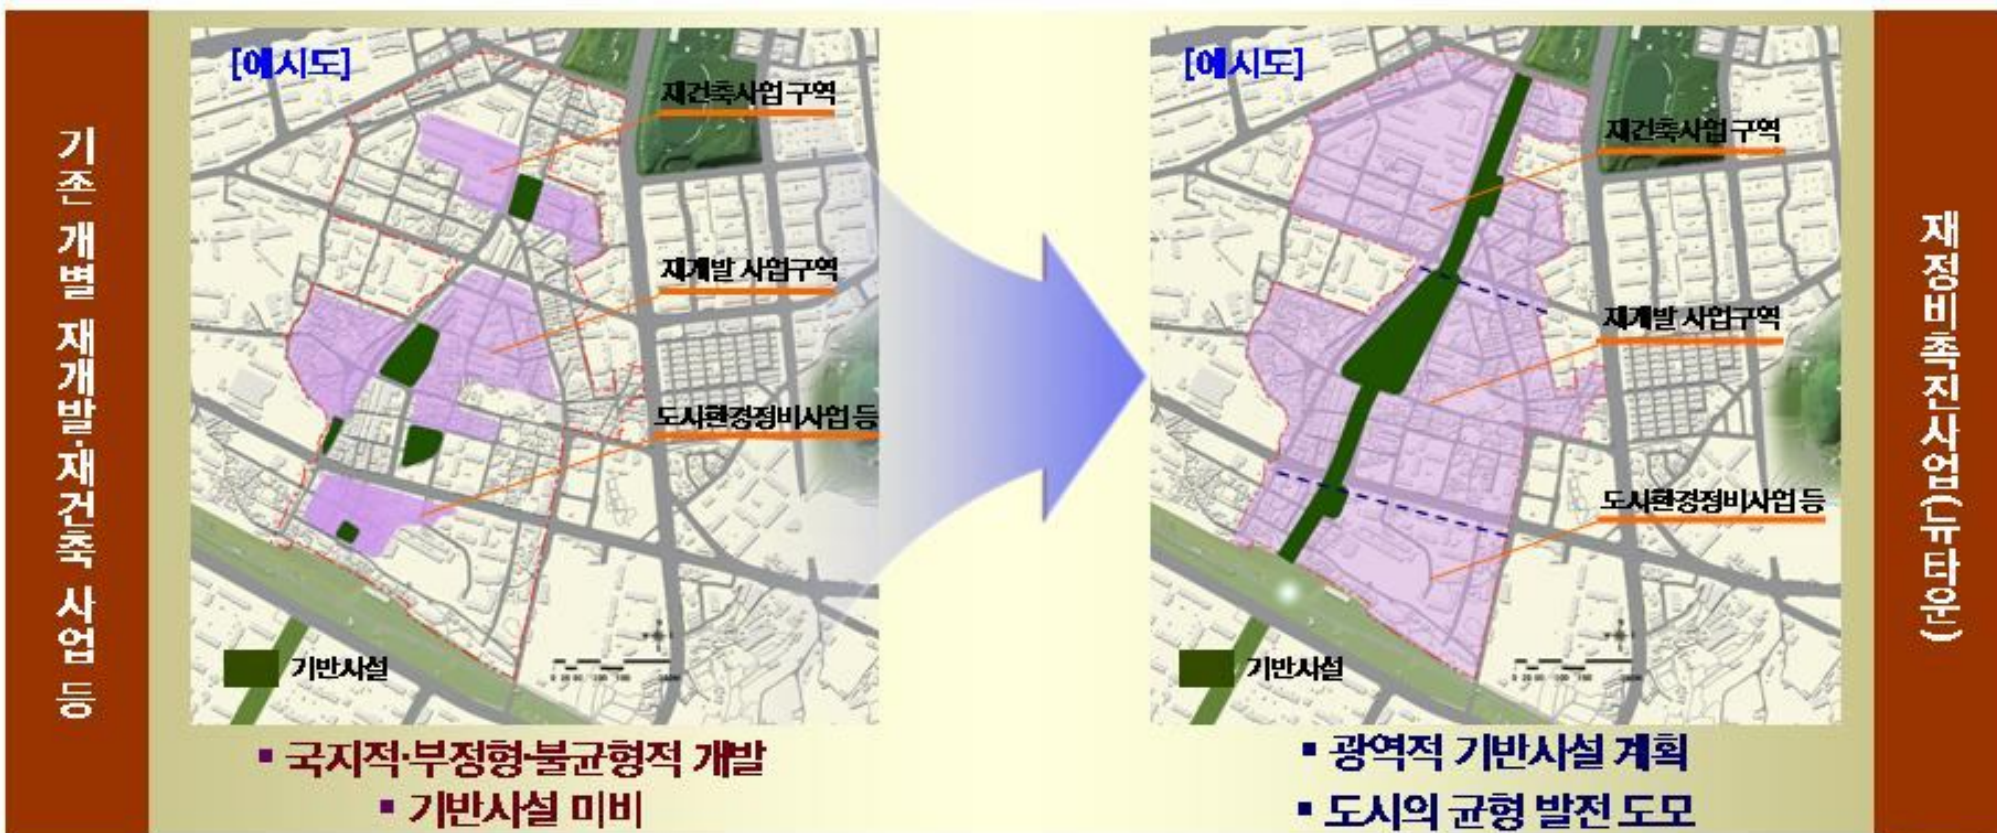 기존 개별 재개발·재건축 사업 등
[예시도]
재건축사업 구역
재개발 사업구역
도시환경정비사업 등
기반시설
▪ 국지적·부정형·불균형적 개발
▪ 기반시설 미비
[예시도]
재건축사업 구역
재개발 사업구역
도시환경정비사업 등
기반시설
▪ 광역적 기반시설 계획
▪ 도시의 균형 발전 도모
재정비촉진사업(뉴타운)